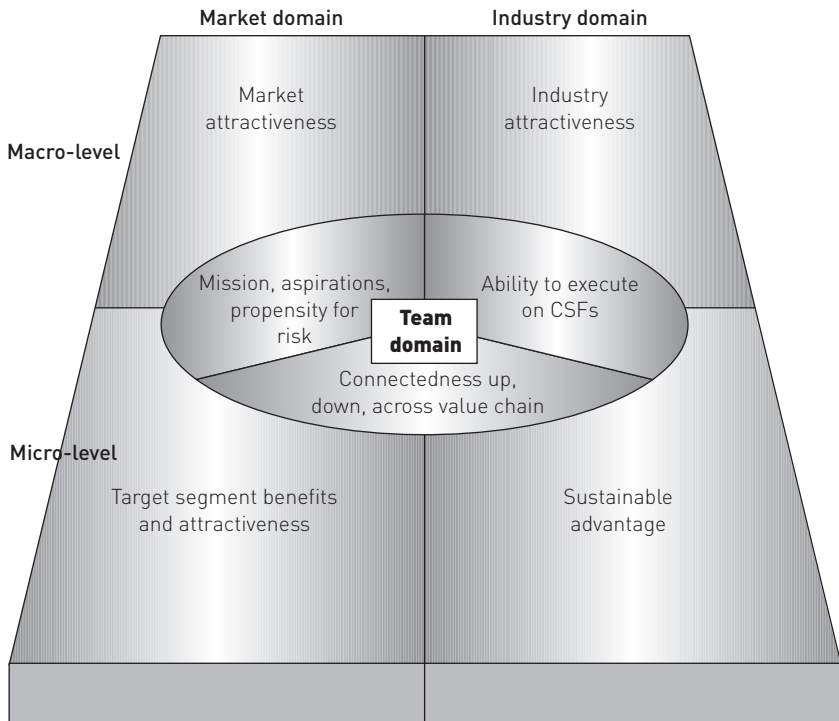 Market domain
Industry domain
Market
attractiveness
Industry
attractiveness
Macro-level
Mission, aspirations,
propensity for
risk
Ability to execute
on CSFs
Team
domain
Connectedness up,
down, across value chain
Micro-level
Target segment benefits
and attractiveness
Sustainable
advantage